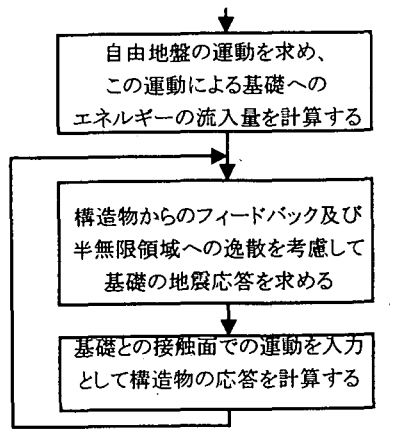 自由地盤の運動を求め、
この運動による基礎への
エネルギーの流入量を計算する
構造物からのフィードバック及び
半無限領域への逸散を考慮して
基礎の地震応答を求める
基礎との接触面での運動を入力
として構造物の応答を計算する